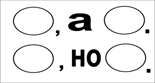 , а .
, но .